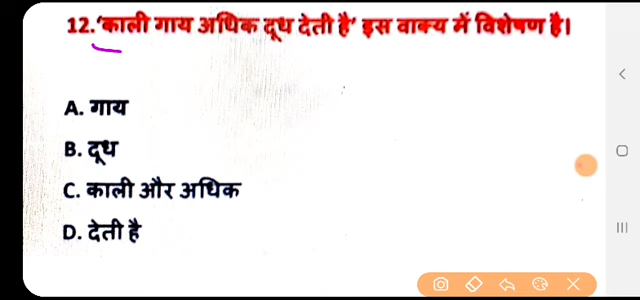 12.‘काली गाय अधिक दूध देती है’ इस वाक्य में विशेषण है।
A. गाय
B. दूध
C. काली और अधिक
D. देती है